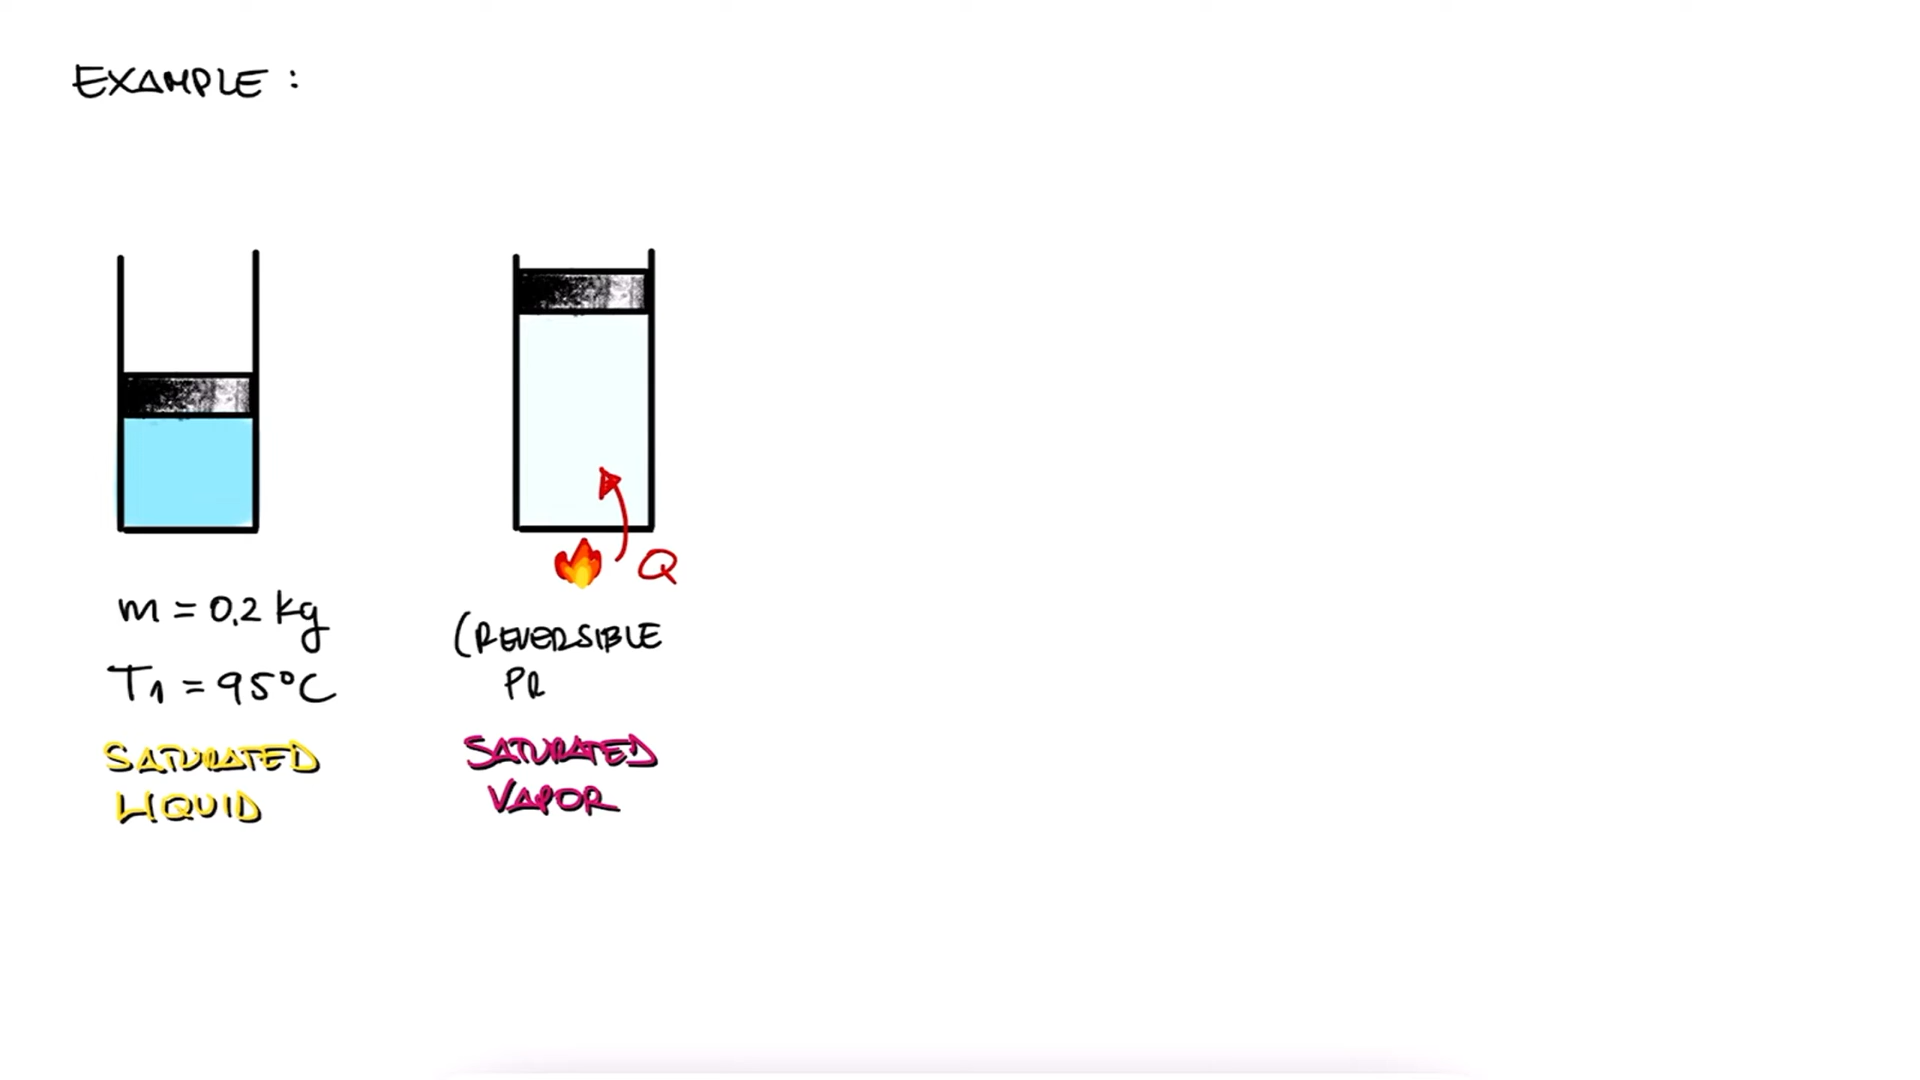 EXAMPLE :
m = 0.2 kg
T1 = 95°C
SATURATED
LIQUID
Q
(REVERSIBLE
PR
SATURATED
VAPOR